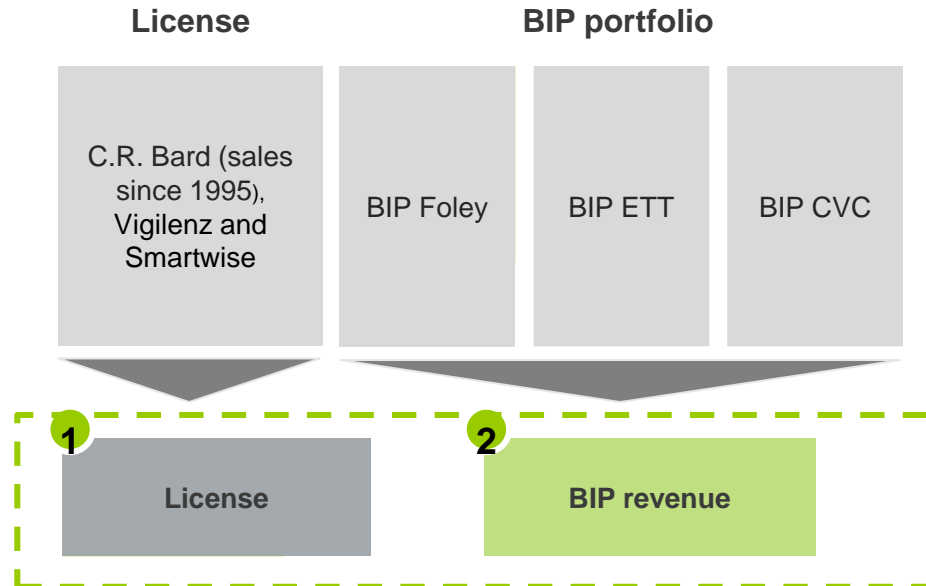 License
BIP portfolio
C.R. Bard (sales
since 1995),
Vigilenz and
Smartwise
BIP Foley
BIP ETT
BIP CVC
1
2
License
BIP revenue